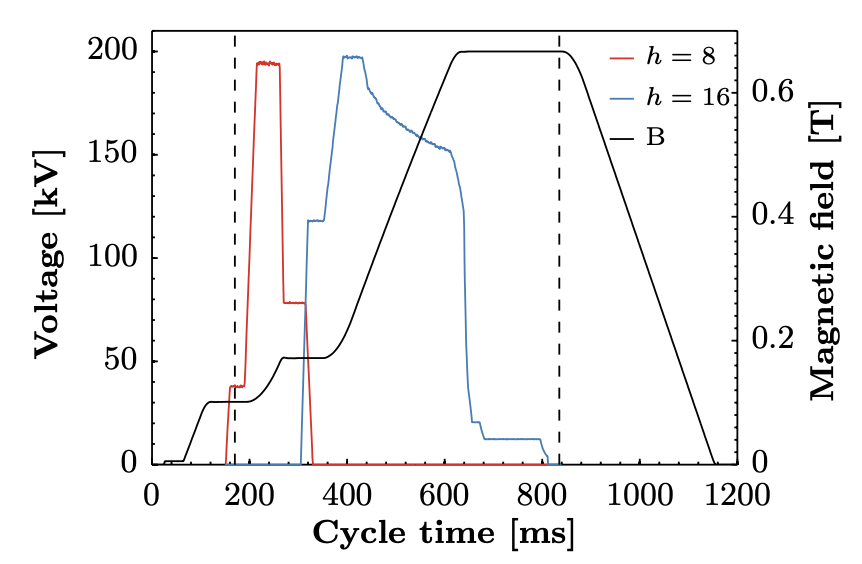 200
150
100
50
0
Voltage [kV]
h = 8
h = 16
B
0.6
0.4
0.2
0
Magnetic field [T]
0 200 400 600 800 1000 1200
Cycle time [ms]